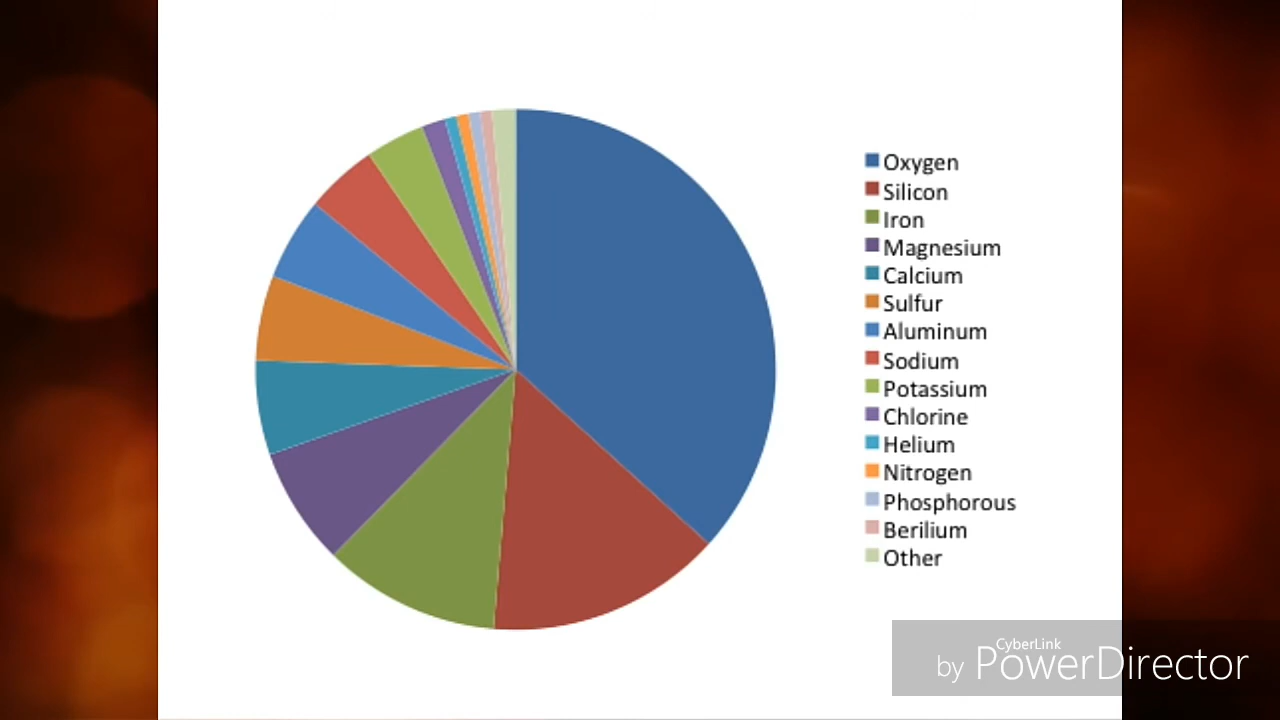 Oxygen
Silicon
Iron
Magnesium
Calcium
Sulfur
Aluminum
Sodium
Potassium
Chlorine
Helium
Nitrogen
Phosphorous
Berilium
Other
CyberLink
by PowerDirector